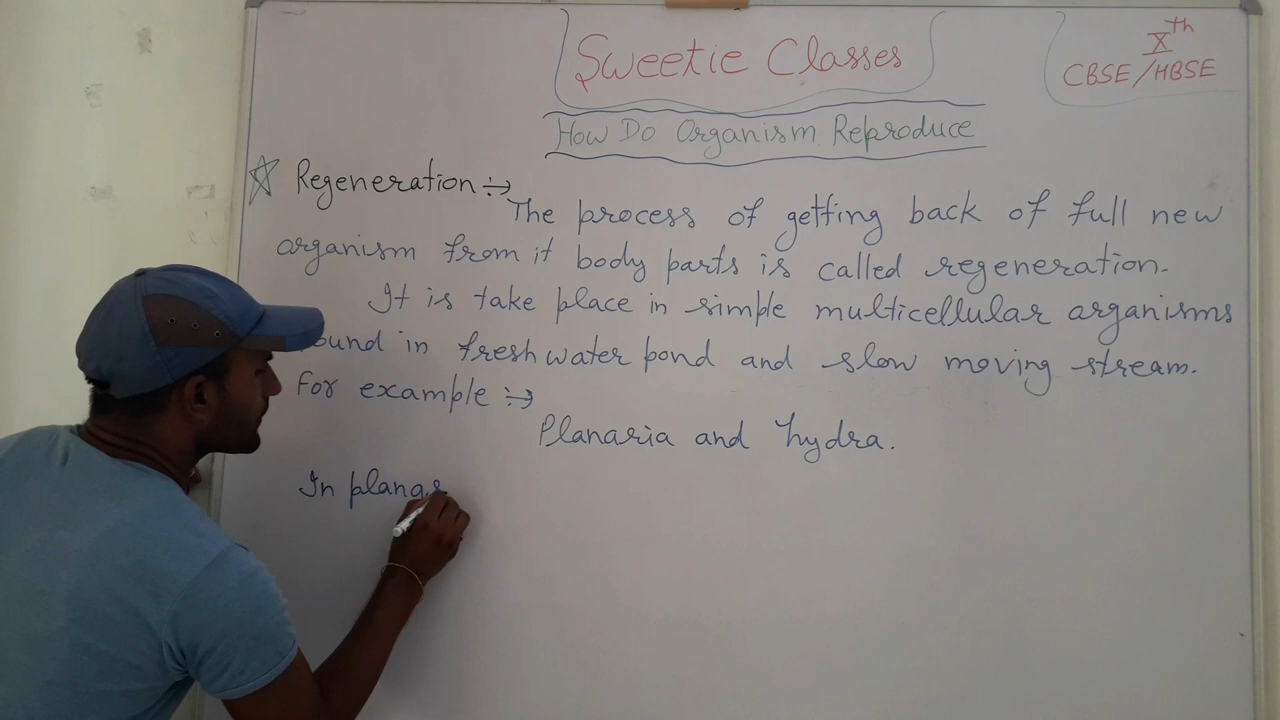 Sweetie Classes
Xth
CBSE/HBSE
How Do Organism Reproduce
Regeneration :→
The process of getting back of full new
organism from it body parts is called regeneration.
It is take place in simple multicellular organisms
found in freshwater pond and slow moving stream.
For example :→
Planaria and hydra.
In planar